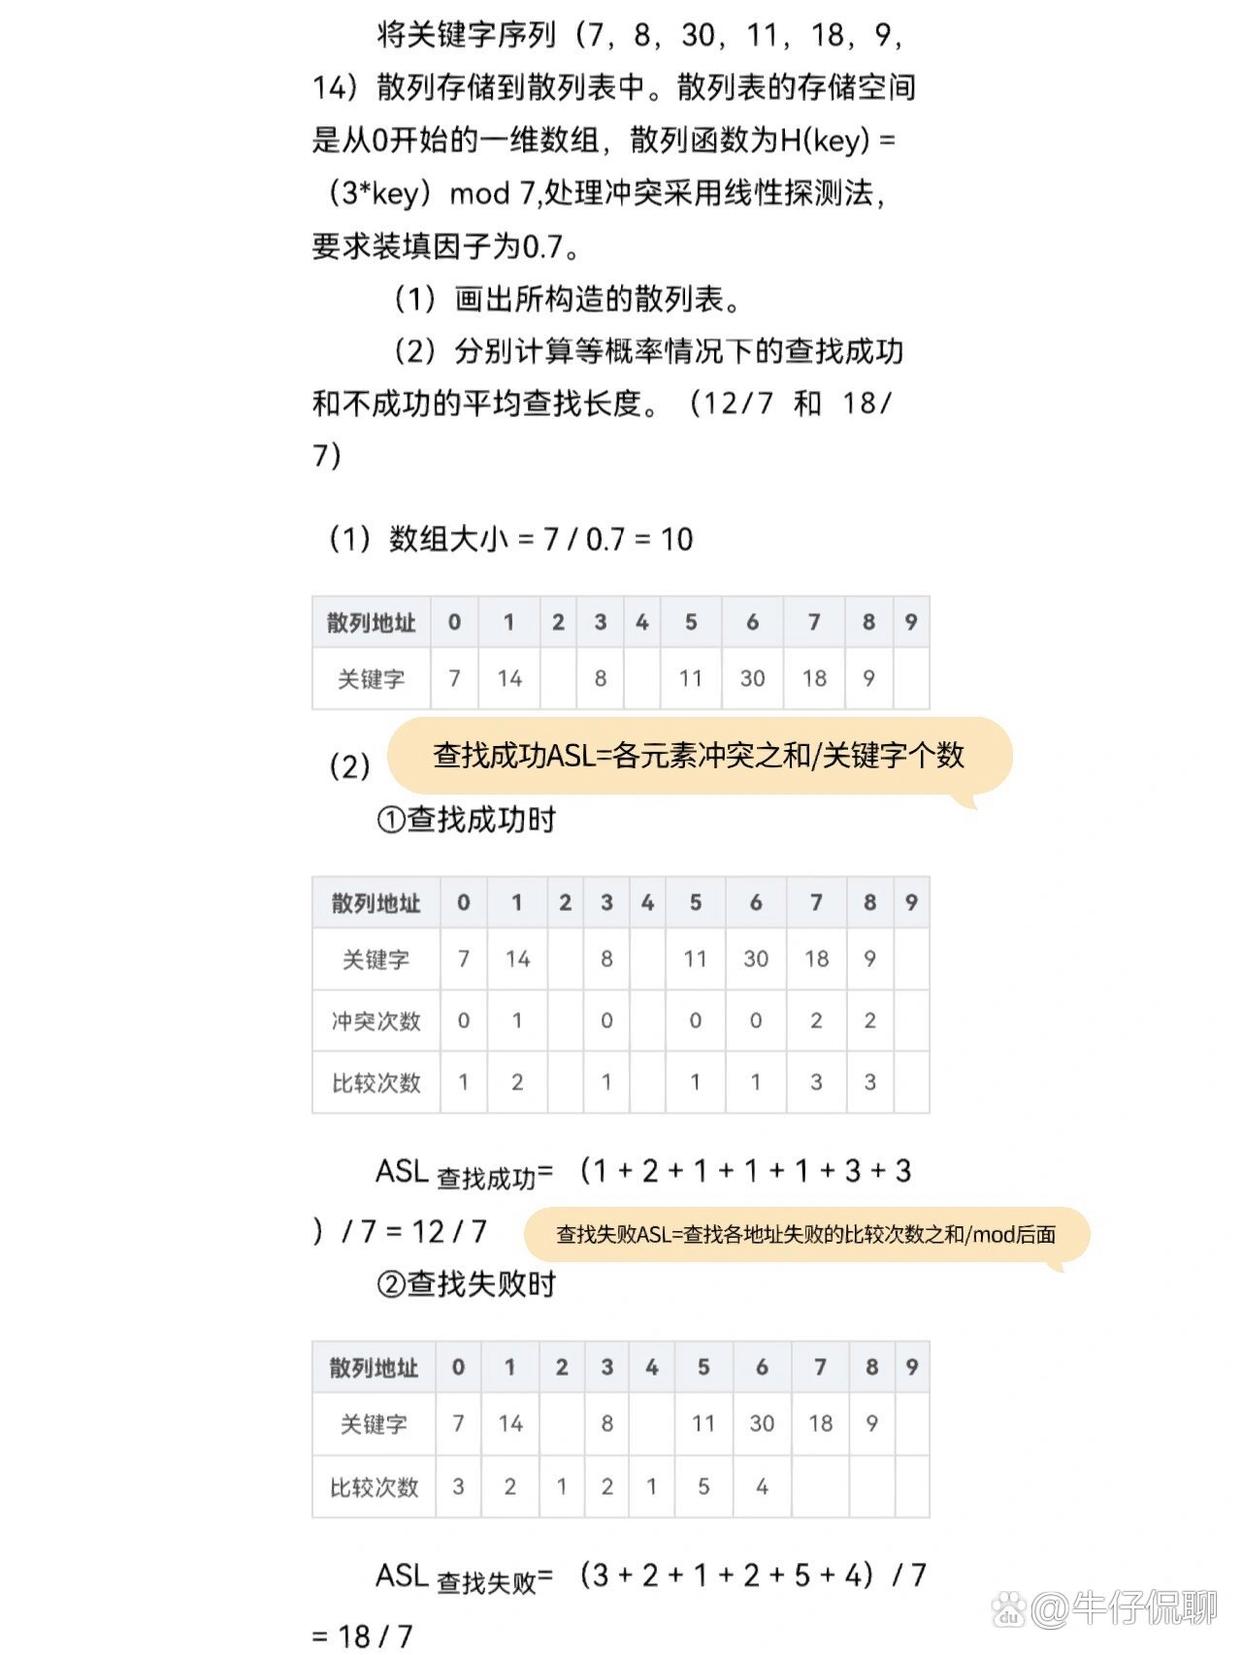 将关键字序列（7，8，30，11，18，9，
14）散列存储到散列表中。散列表的存储空间
是从0开始的一维数组，散列函数为H(key) =
（3*key）mod 7,处理冲突采用线性探测法，
要求装填因子为0.7。
（1）画出所构造的散列表。
（2）分别计算等概率情况下的查找成功
和不成功的平均查找长度。（12/7 和 18/
7）
（1）数组大小 = 7 / 0.7 = 10
散列地址 0 1 2 3 4 5 6 7 8 9
关键字 7 14 8 11 30 18 9
（2）
查找成功ASL=各元素冲突之和/关键字个数
①查找成功时
散列地址 0 1 2 3 4 5 6 7 8 9
关键字 7 14 8 11 30 18 9
冲突次数 0 1 0 0 0 2 2
比较次数 1 2 1 1 1 3 3
ASL 查找成功= （1 + 2 + 1 + 1 + 1 + 3 + 3
）/ 7 = 12 / 7
查找失败ASL=查找各地址失败的比较次数之和/mod后面
②查找失败时
散列地址 0 1 2 3 4 5 6 7 8 9
关键字 7 14 8 11 30 18 9
比较次数 3 2 1 2 1 5 4
ASL 查找失败= （3 + 2 + 1 + 2 + 5 + 4）/ 7
= 18 / 7
du @牛仔侃聊